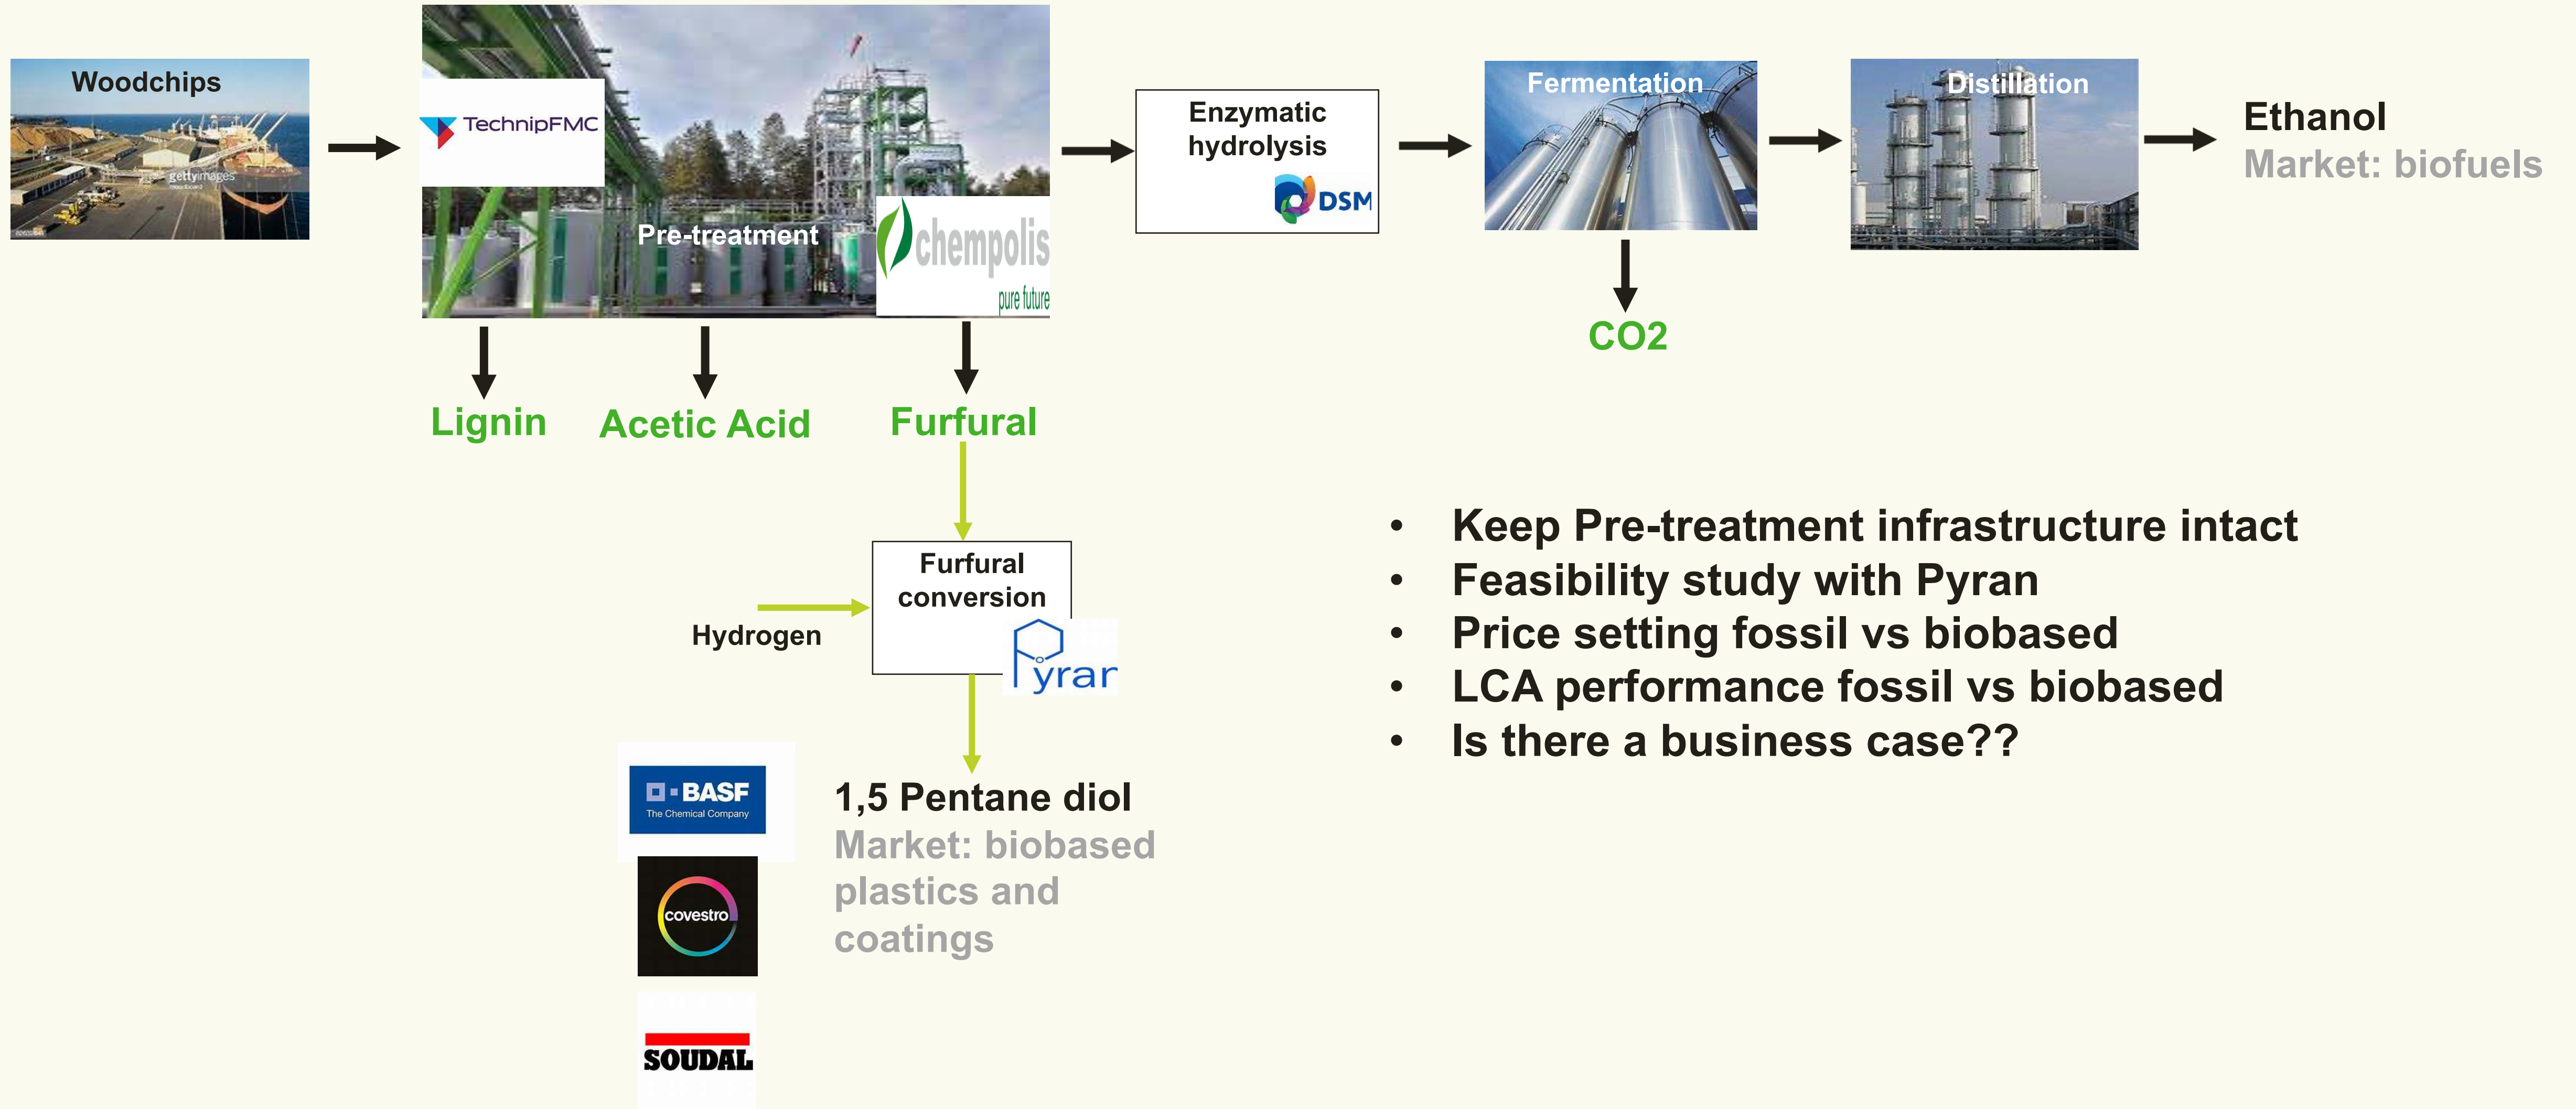 Woodchips
gettyimages
TechnipFMC
Pre-treatment
chempolis
pure future
Enzymatic
hydrolysis
DSM
Fermentation
Distillation
Ethanol
Market: biofuels
CO2
Lignin
Acetic Acid
Furfural
Furfural
conversion
Hydrogen
Pyran
1,5 Pentane diol
Market: biobased
plastics and
coatings
BASF
The Chemical Company
covestro
SOUDAL
• Keep Pre-treatment infrastructure intact
• Feasibility study with Pyran
• Price setting fossil vs biobased
• LCA performance fossil vs biobased
• Is there a business case??